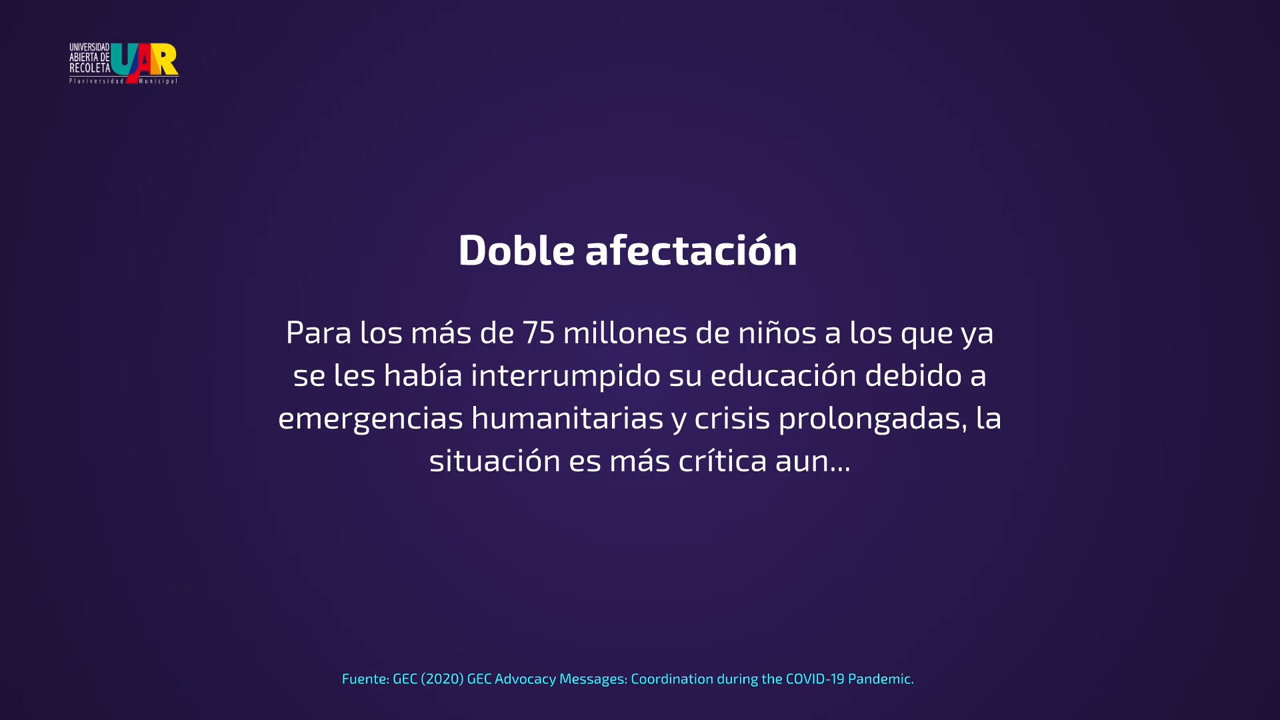 UNIVERSIDAD
ABIERTA DE
RECOLETA
UAR
Pluriversidad Municipal
Doble afectación
Para los más de 75 millones de niños a los que ya
se les había interrumpido su educación debido a
emergencias humanitarias y crisis prolongadas, la
situación es más crítica aun...
Fuente: GEC (2020) GEC Advocacy Messages: Coordination during the COVID-19 Pandemic.